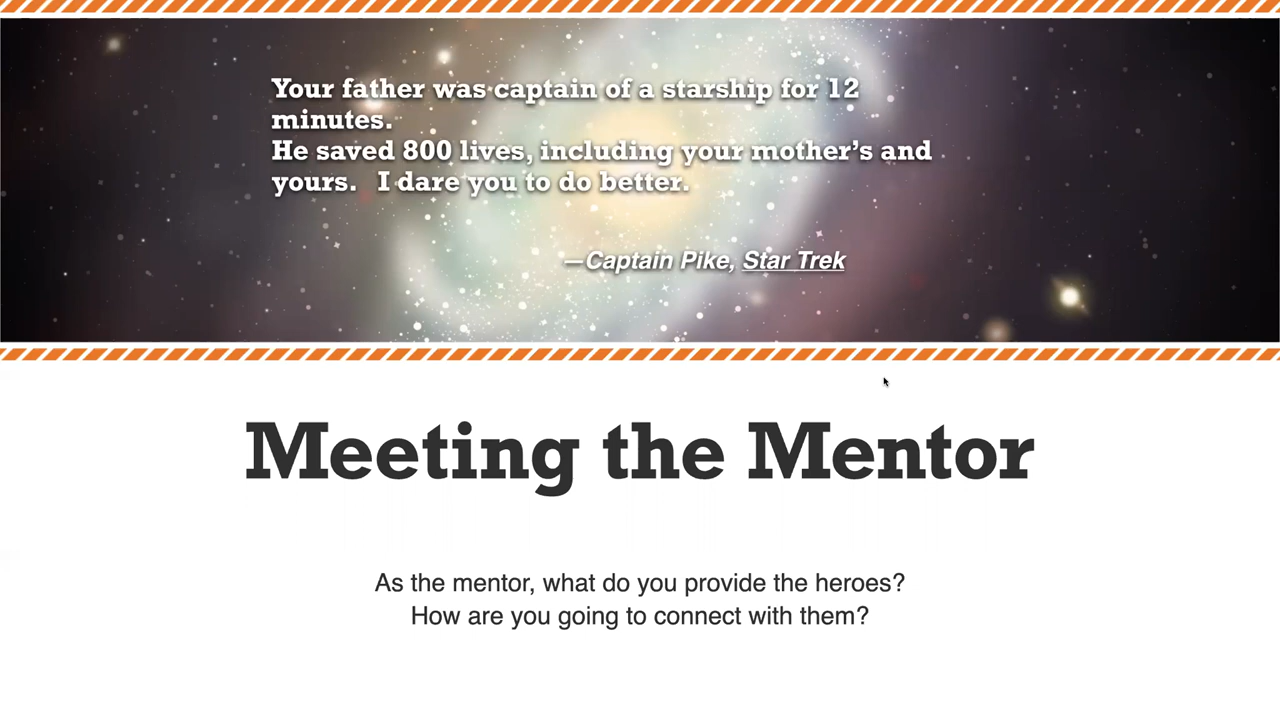 Your father was captain of a starship for 12
minutes.
He saved 800 lives, including your mother’s and
yours.   I dare you to do better.
—Captain Pike, Star Trek
Meeting the Mentor
As the mentor, what do you provide the heroes?
How are you going to connect with them?